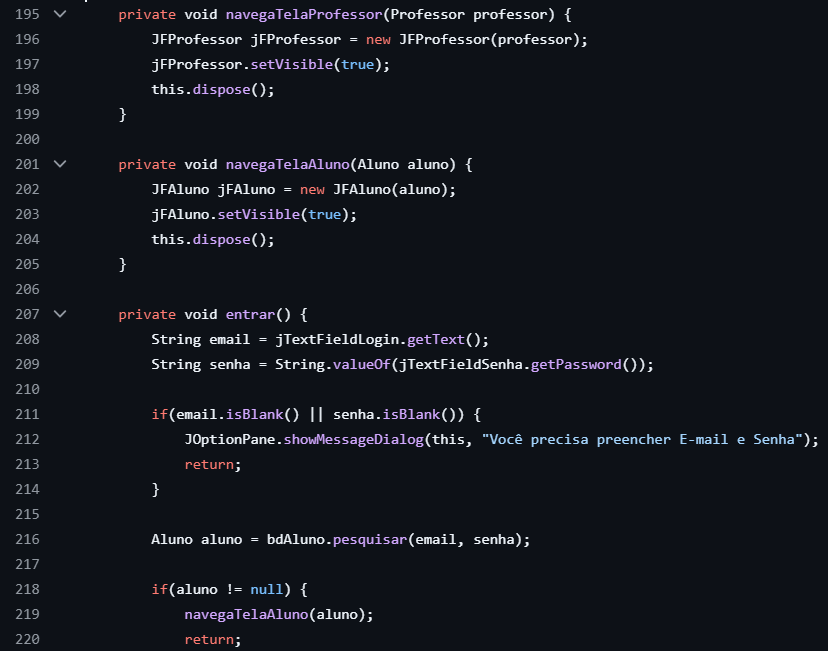 195 private void navegaTelaProfessor(Professor professor) {
196 JFProfessor jFProfessor = new JFProfessor(professor);
197 jFProfessor.setVisible(true);
198 this.dispose();
199 }
200
201 private void navegaTelaAluno(Aluno aluno) {
202 JFAluno jFAluno = new JFAluno(aluno);
203 jFAluno.setVisible(true);
204 this.dispose();
205 }
206
207 private void entrar() {
208 String email = jTextFieldLogin.getText();
209 String senha = String.valueOf(jTextFieldSenha.getPassword());
210
211 if(email.isBlank() || senha.isBlank()) {
212 JOptionPane.showMessageDialog(this, "Você precisa preencher E-mail e Senha");
213 return;
214 }
215
216 Aluno aluno = bdAluno.pesquisar(email, senha);
217
218 if(aluno != null) {
219 navegaTelaAluno(aluno);
220 return;